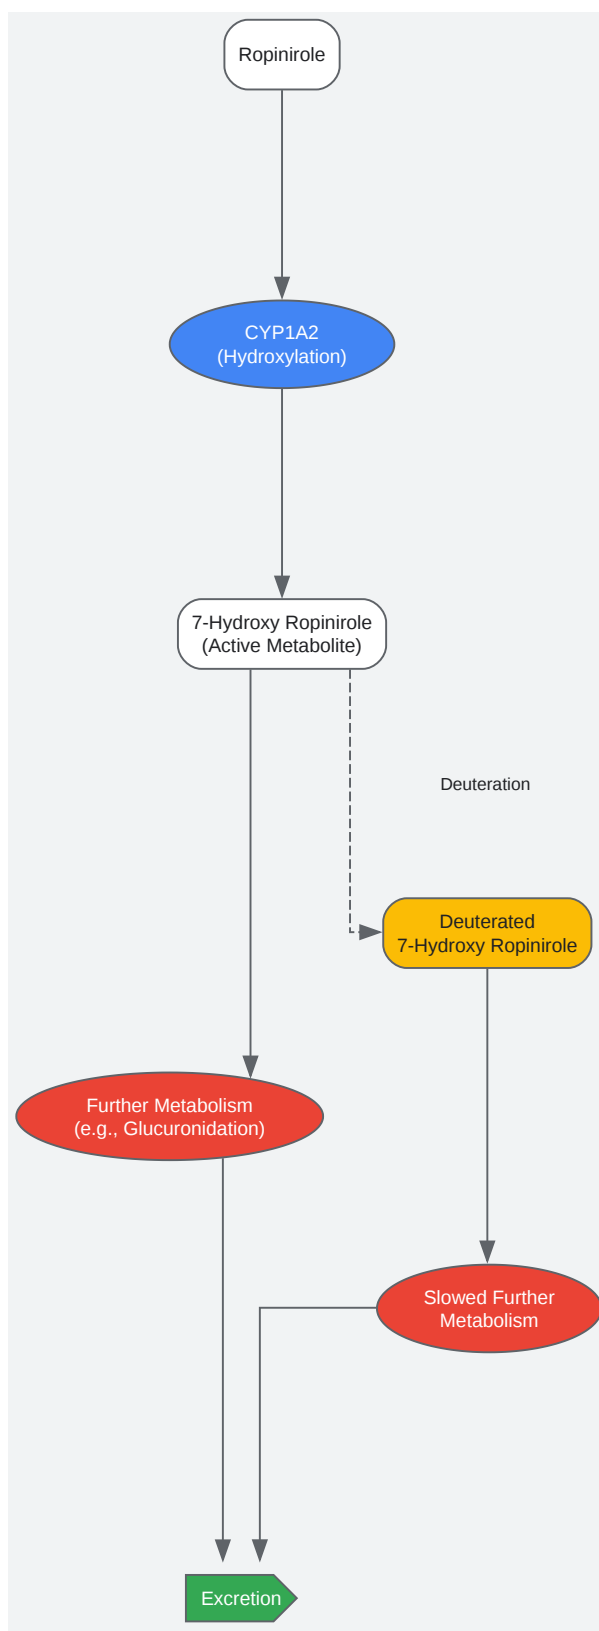 Ropinirole
CYP1A2
(Hydroxylation)
7-Hydroxy Ropinirole
(Active Metabolite)
Deuteration
Deuterated
7-Hydroxy Ropinirole
Further Metabolism
(e.g., Glucuronidation)
Slowed Further
Metabolism
Excretion